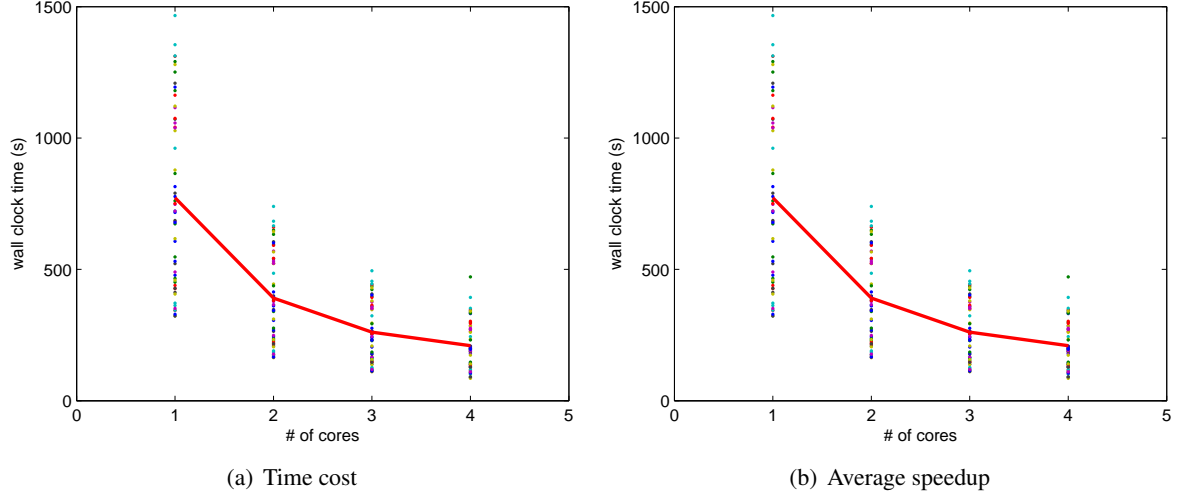 1500
1000
500
0
wall clock time (s)
0 1 2 3 4 5
# of cores
(a) Time cost
1500
1000
500
0
wall clock time (s)
0 1 2 3 4 5
# of cores
(b) Average speedup